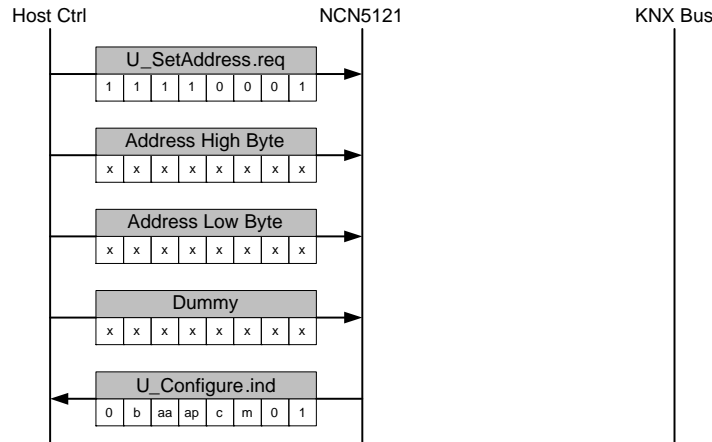 Host Ctrl NCN5121 KNX Bus
U_SetAddress.req
1 1 1 1 0 0 0 1
Address High Byte
x x x x x x x x
Address Low Byte
x x x x x x x x
Dummy
x x x x x x x x
U_Configure.ind
0 b aa ap c m 0 1